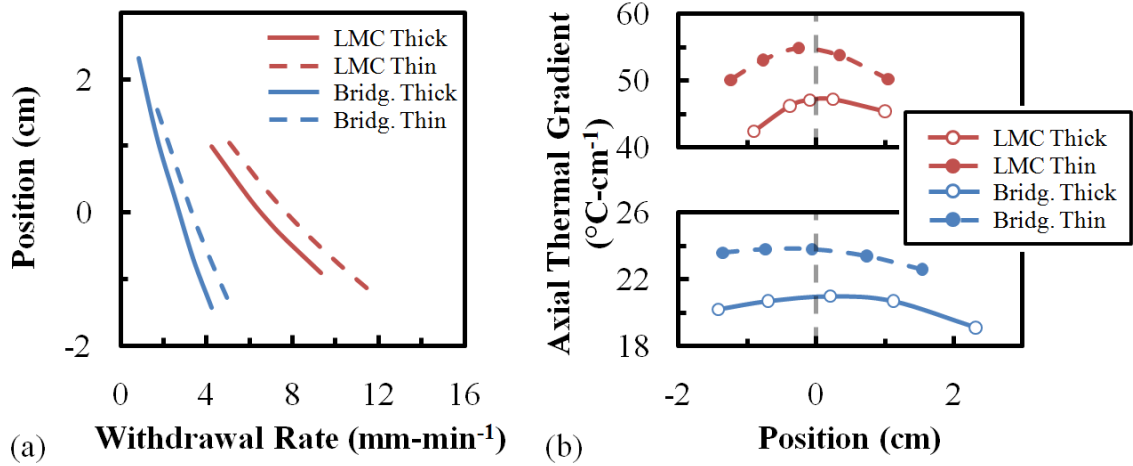 LMC Thick
LMC Thin
Bridg. Thick
Bridg. Thin
2
0
-2
Position (cm)
0
4
8
12
16
Withdrawal Rate (mm-min⁻¹)
(a)
60
50
40
26
22
18
Axial Thermal Gradient
(°C-cm⁻¹)
LMC Thick
LMC Thin
Bridg. Thick
Bridg. Thin
-2
0
2
Position (cm)
(b)